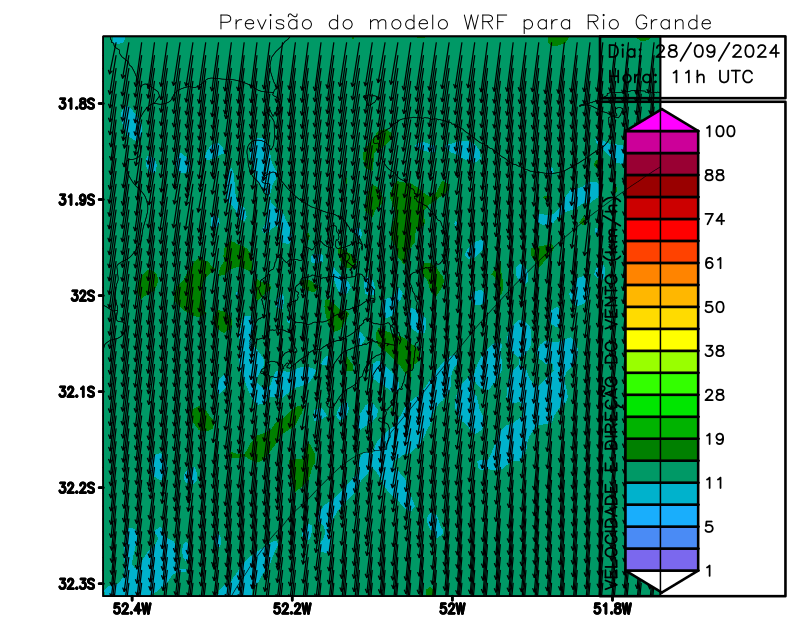 Previsão do modelo WRF para Rio Grande
Dia: 28/09/2024
Hora: 11h UTC
31.8S
31.9S
32S
32.1S
32.2S
32.3S
52.4W
52.2W
52W
51.8W
VELOCIDADE E DIREÇÃO DO VENTO (km/h)
100
88
74
61
50
38
28
19
11
5
1